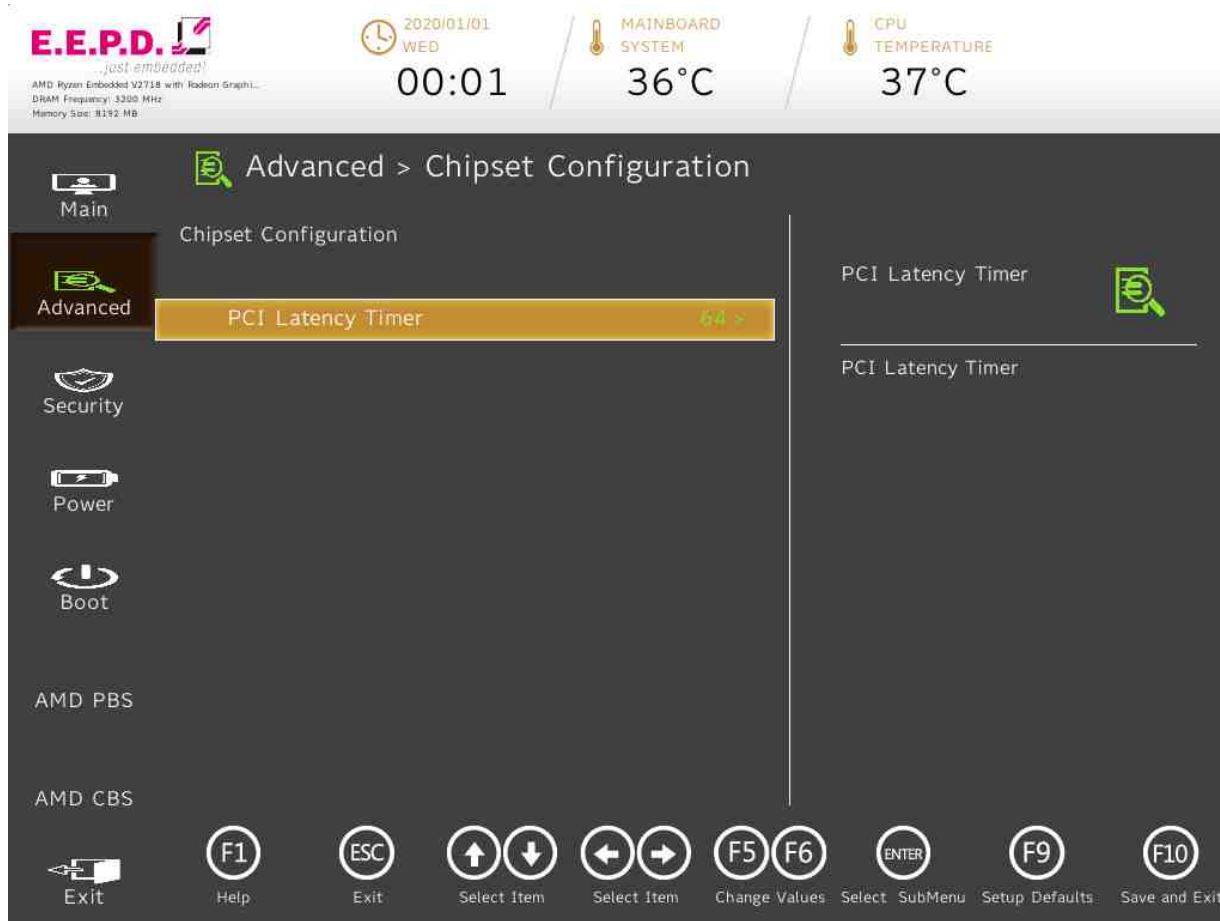 E.E.P.D.
...just embedded!
AMD Ryzen Embedded V2718 with Radeon Graphi...
DRAM Frequency: 3200 MHz
Memory Size: 8192 MB
2020/01/01
WED
00:01
MAINBOARD
SYSTEM
36°C
CPU
TEMPERATURE
37°C
Main
Advanced
Security
Power
Boot
AMD PBS
AMD CBS
Exit
Advanced > Chipset Configuration
Chipset Configuration
PCI Latency Timer 64 >
PCI Latency Timer
PCI Latency Timer
F1 ESC F5 F6 ENTER F9 F10
Help Exit Select Item Select Item Change Values Select SubMenu Setup Defaults Save and Exit